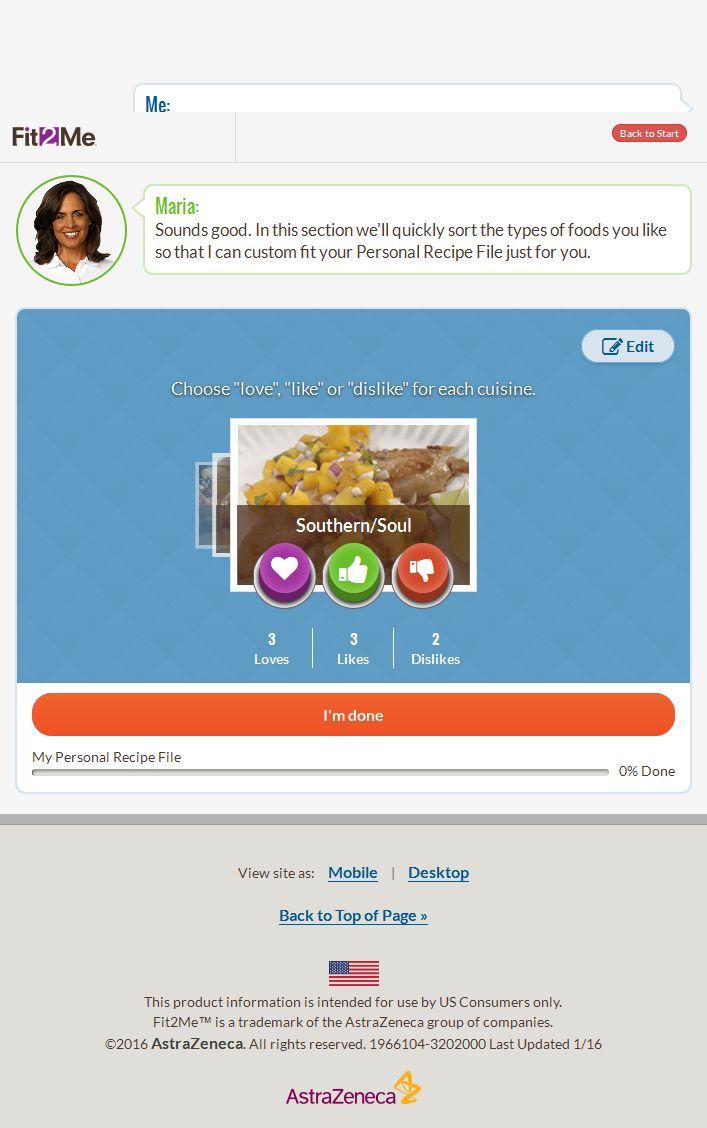 Me:
Fit2Me
Back to Start
Maria:
Sounds good. In this section we'll quickly sort the types of foods you like
so that I can custom fit your Personal Recipe File just for you.
Edit
Choose "love", "like" or "dislike" for each cuisine.
Southern/Soul
3 3 2
Loves Likes Dislikes
I'm done
My Personal Recipe File
0% Done
View site as: Mobile | Desktop
Back to Top of Page »
This product information is intended for use by US Consumers only.
Fit2Me™ is a trademark of the AstraZeneca group of companies.
©2016 AstraZeneca. All rights reserved. 1966104-3202000 Last Updated 1/16
AstraZeneca